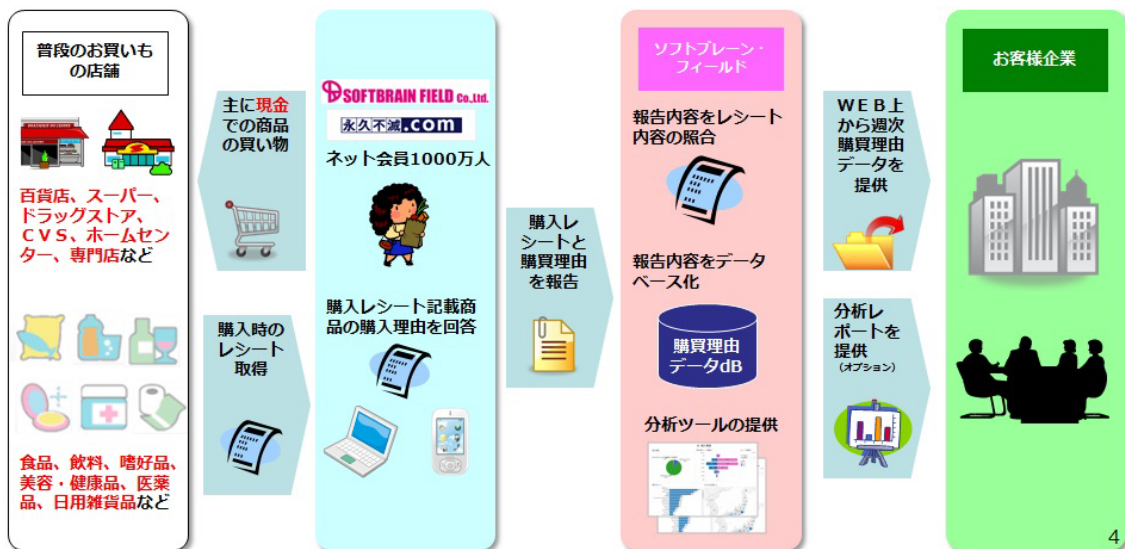 普段のお買いも
の店舗
百貨店、スーパー、
ドラッグストア、
CVS、ホームセン
ター、専門店など
食品、飲料、嗜好品、
美容・健康品、医薬
品、日用雑貨品など
主に現金
での商品
の買い物
購入時の
レシート
取得
SOFTBRAIN FIELD Co.,Ltd.
永久不滅.com
ネット会員1000万人
購入レシート記載商
品の購入理由を回答
購入レ
シートと
購買理由
を報告
ソフトブレーン・
フィールド
報告内容をレシート
内容の照合
報告内容をデータ
ベース化
購買理由
データdB
分析ツールの提供
WEB上
から週次
購買理由
データを
提供
分析レ
ポートを
提供
(オプション)
お客様企業
4